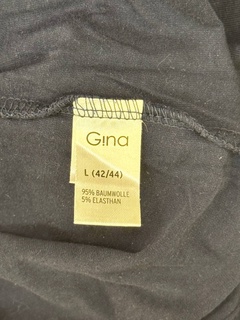 Gina
L (42/44)
95% BAUMWOLLE
5% ELASTHAN